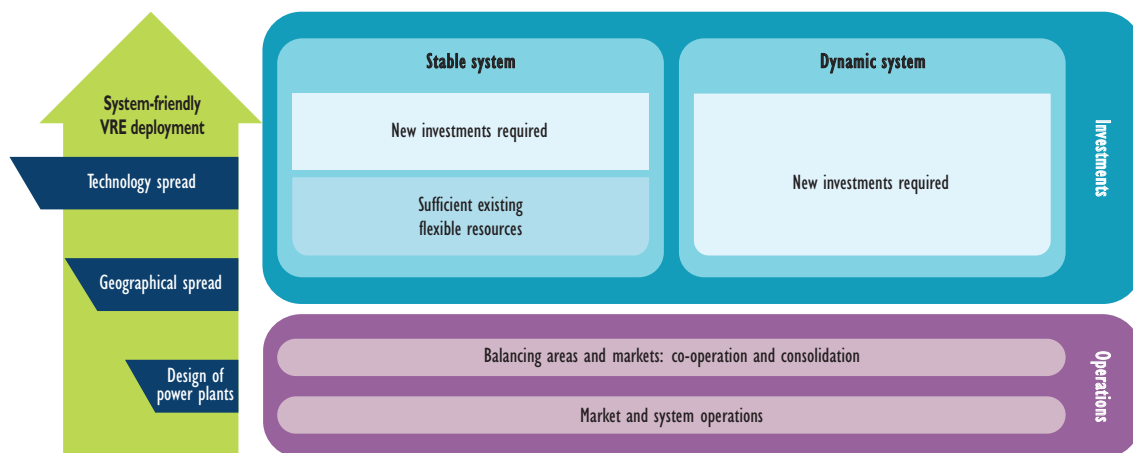 System-friendly
VRE deployment
Technology spread
Geographical spread
Design of
power plants
Stable system
New investments required
Sufficient existing
flexible resources
Dynamic system
New investments required
Investments
Balancing areas and markets: co-operation and consolidation
Market and system operations
Operations